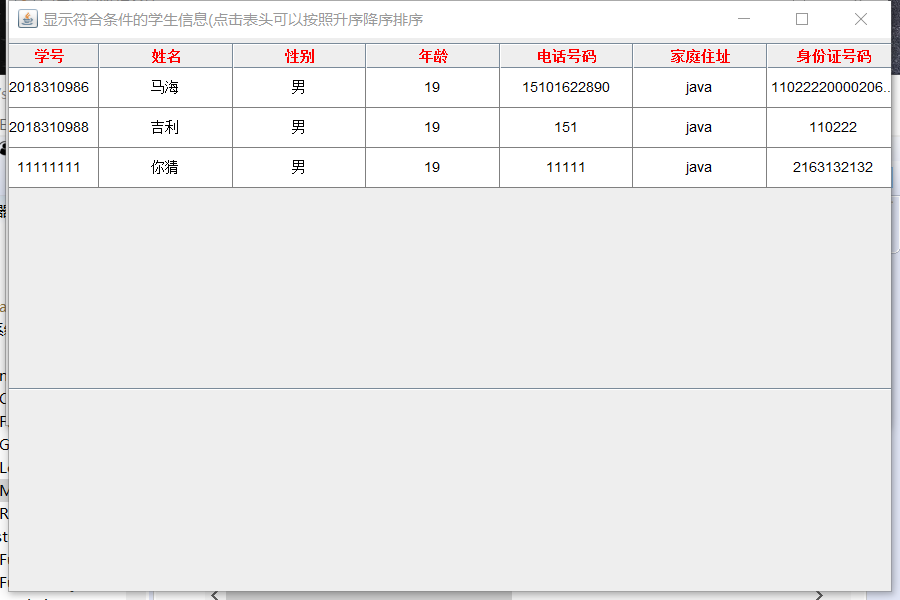 显示符合条件的学生信息(点击表头可以按照升序降序排序
学号 姓名 性别 年龄 电话号码 家庭住址 身份证号码
2018310986 马海 男 19 15101622890 java 11022220000206...
2018310988 吉利 男 19 151 java 110222
11111111 你猜 男 19 11111 java 2163132132